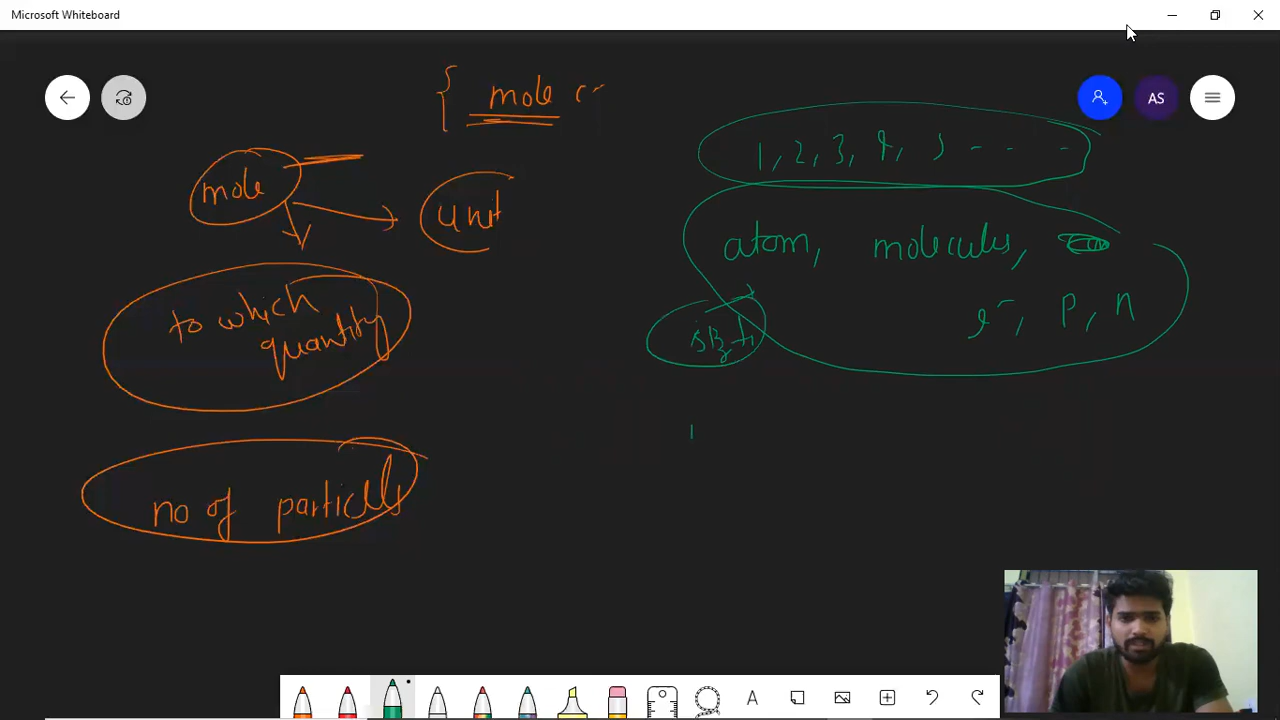 Microsoft Whiteboard
{ mole
AS
mole
unit
1, 2, 3, 4, 5 - - - -
atom, molecules,
e⁻, p, n
to which
quantity
no of particles
A